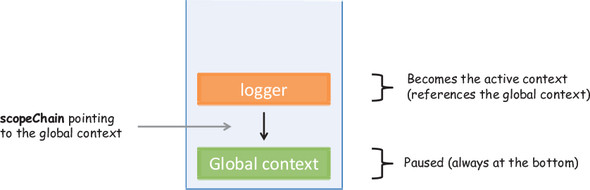 logger
Becomes the active context
(references the global context)
scopeChain pointing
to the global context
Global context
Paused (always at the bottom)